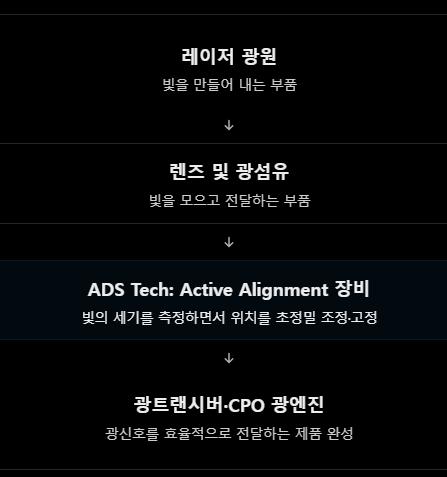 레이저 광원
빛을 만들어 내는 부품
↓
렌즈 및 광섬유
빛을 모으고 전달하는 부품
↓
ADS Tech: Active Alignment 장비
빛의 세기를 측정하면서 위치를 초정밀 조정·고정
↓
광트랜시버·CPO 광엔진
광신호를 효율적으로 전달하는 제품 완성